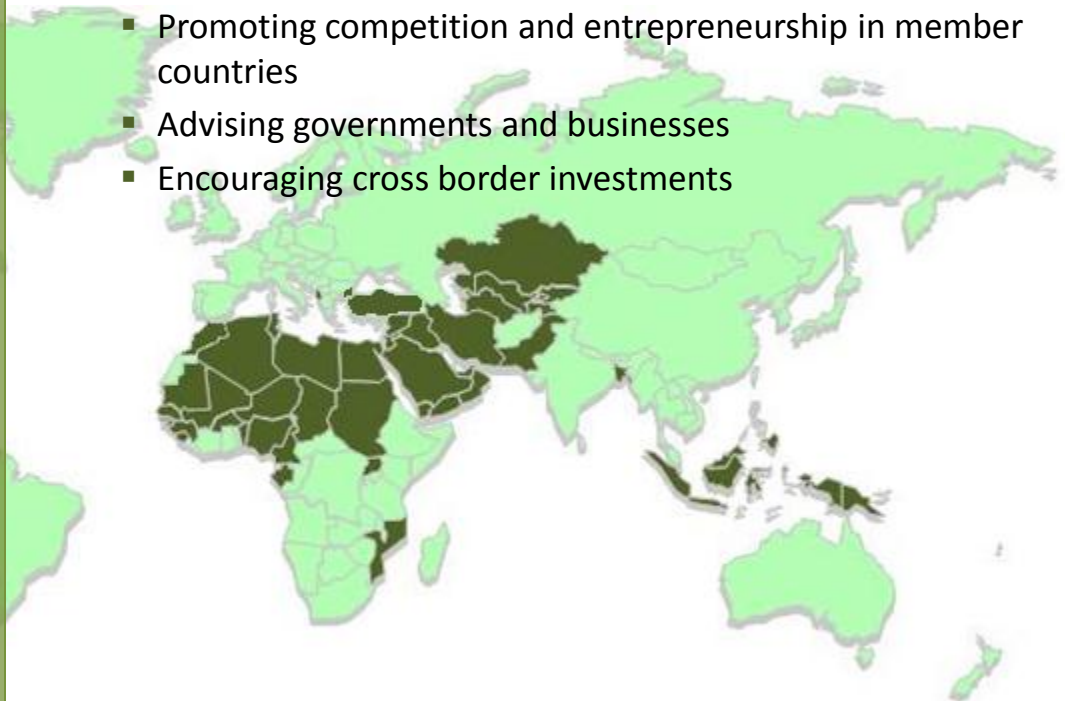 ▪ Promoting competition and entrepreneurship in member
countries
▪ Advising governments and businesses
▪ Encouraging cross border investments